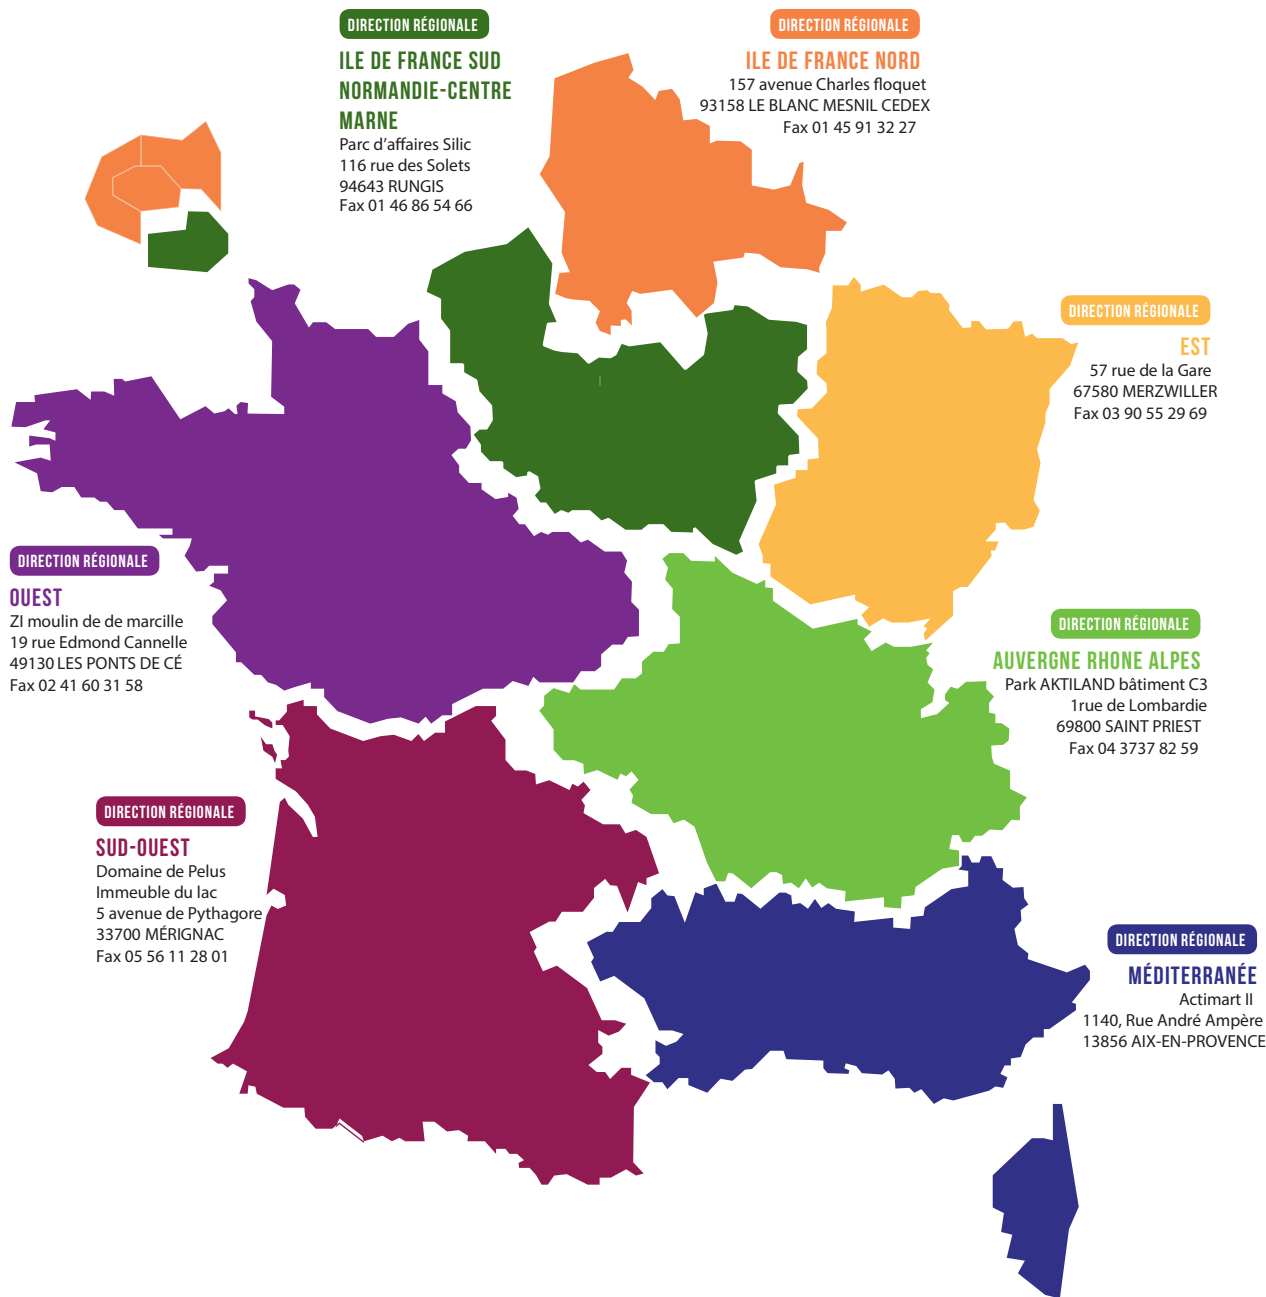 DIRECTION RÉGIONALE
ILE DE FRANCE SUD
NORMANDIE-CENTRE
MARNE
Parc d’affaires Silic
116 rue des Solets
94643 RUNGIS
Fax 01 46 86 54 66
DIRECTION RÉGIONALE
ILE DE FRANCE NORD
157 avenue Charles floquet
93158 LE BLANC MESNIL CEDEX
Fax 01 45 91 32 27
DIRECTION RÉGIONALE
EST
57 rue de la Gare
67580 MERZWILLER
Fax 03 90 55 29 69
DIRECTION RÉGIONALE
OUEST
ZI moulin de de marcille
19 rue Edmond Cannelle
49130 LES PONTS DE CÉ
Fax 02 41 60 31 58
DIRECTION RÉGIONALE
AUVERGNE RHONE ALPES
Park AKTILAND bâtiment C3
1rue de Lombardie
69800 SAINT PRIEST
Fax 04 3737 82 59
DIRECTION RÉGIONALE
SUD-OUEST
Domaine de Pelus
Immeuble du lac
5 avenue de Pythagore
33700 MÉRIGNAC
Fax 05 56 11 28 01
DIRECTION RÉGIONALE
MÉDITERRANÉE
Actimart II
1140, Rue André Ampère
13856 AIX-EN-PROVENCE